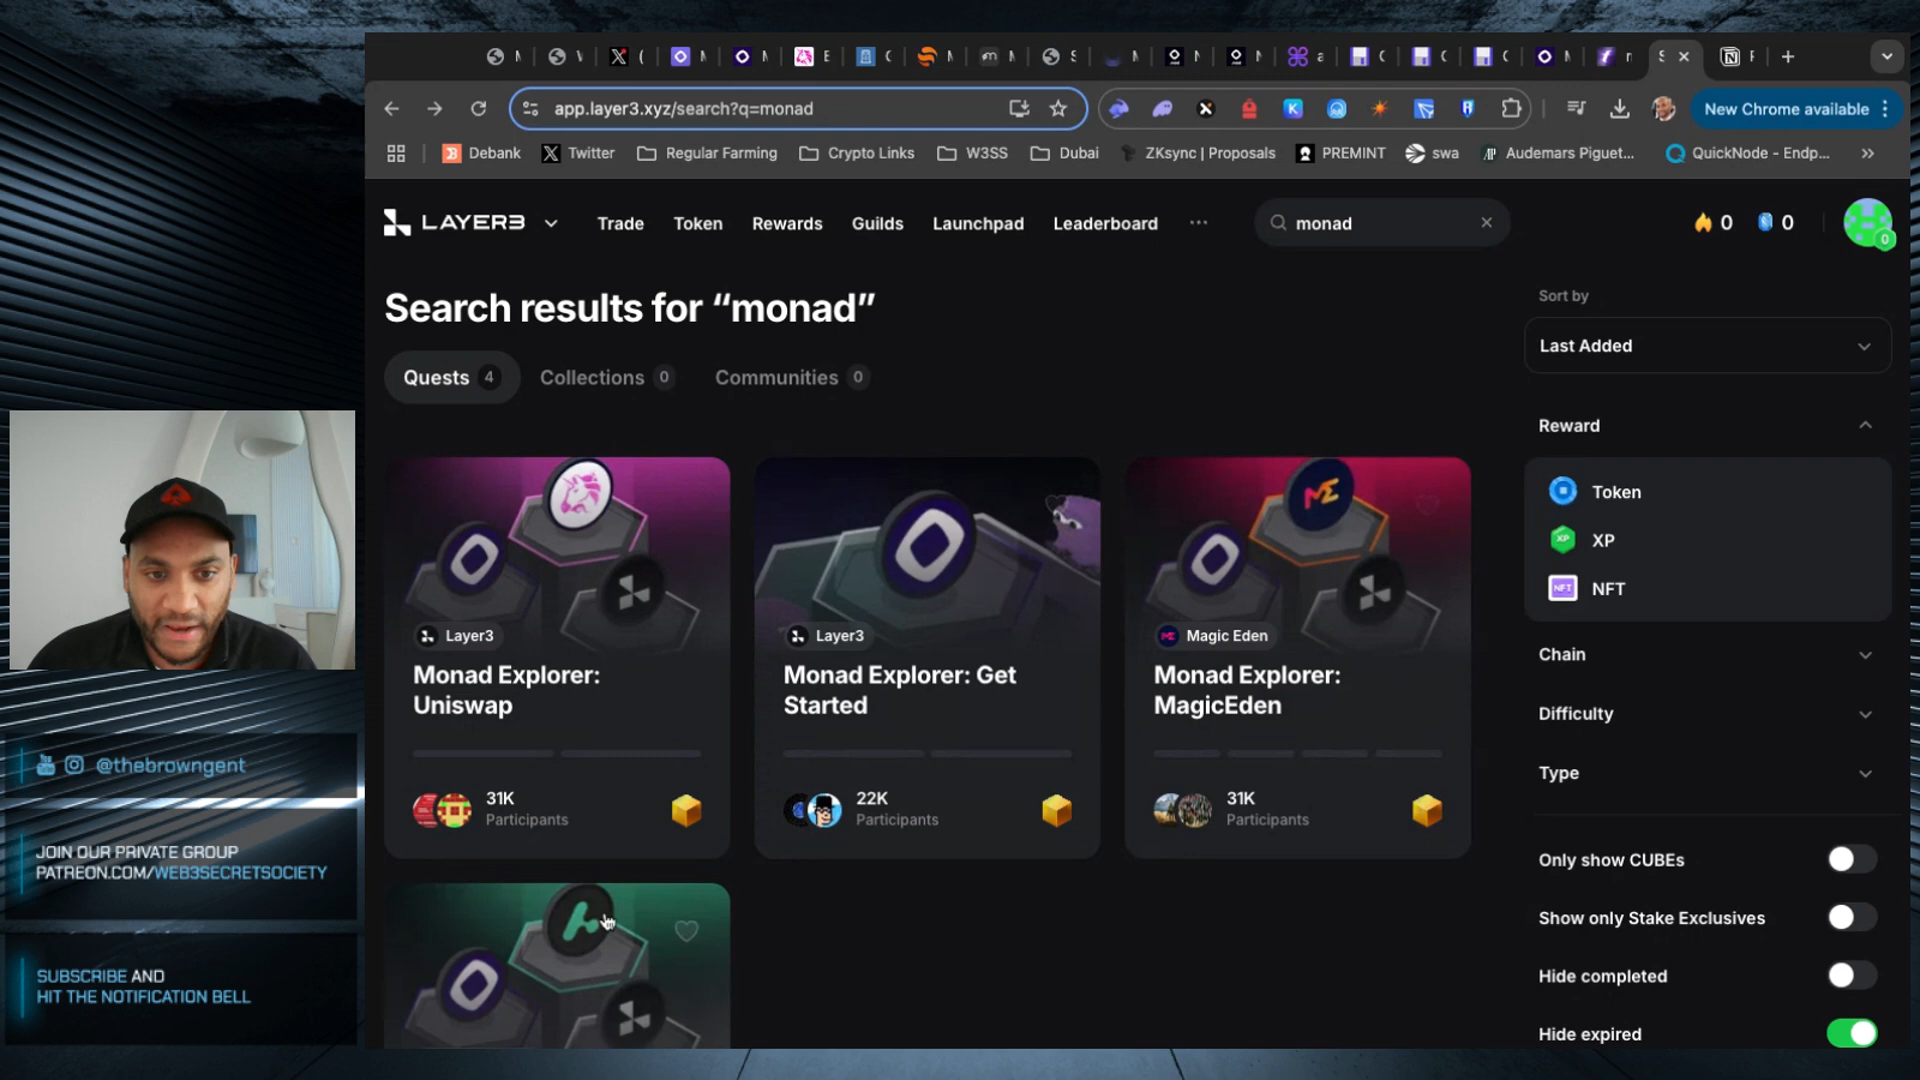 app.layer3.xyz/search?q=monad
New Chrome available
Debank
Twitter
Regular Farming
Crypto Links
W3SS
Dubai
ZKsync | Proposals
PREMINT
swa
Audemars Piguet...
QuickNode - Endp...
LAYER3
Trade
Token
Rewards
Guilds
Launchpad
Leaderboard
monad
0
0
0
Search results for “monad”
Quests 4
Collections 0
Communities 0
Sort by
Last Added
Reward
Token
XP
XP
NFT
NFT
Chain
Difficulty
Type
Only show CUBEs
Show only Stake Exclusives
Hide completed
Hide expired
Layer3
Monad Explorer:
Uniswap
31K
Participants
Layer3
Monad Explorer: Get
Started
22K
Participants
Magic Eden
Monad Explorer:
MagicEden
31K
Participants
@thebrowngent
JOIN OUR PRIVATE GROUP
PATREON.COM/WEB3SECRETSOCIETY
SUBSCRIBE AND
HIT THE NOTIFICATION BELL